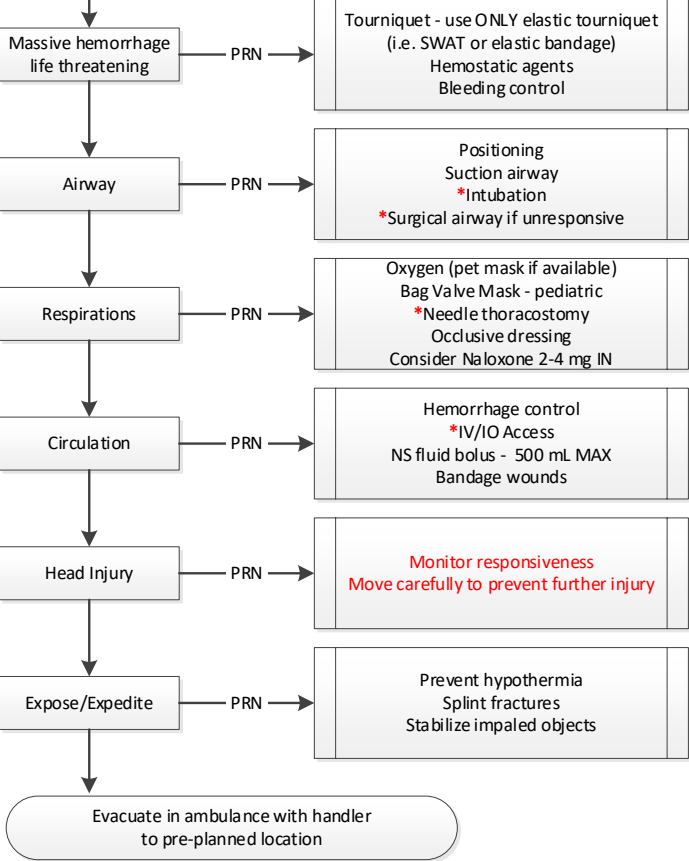 Massive hemorrhage
life threatening
PRN
Tourniquet - use ONLY elastic tourniquet
(i.e. SWAT or elastic bandage)
Hemostatic agents
Bleeding control
Airway
PRN
Positioning
Suction airway
*Intubation
*Surgical airway if unresponsive
Respirations
PRN
Oxygen (pet mask if available)
Bag Valve Mask - pediatric
*Needle thoracostomy
Occlusive dressing
Consider Naloxone 2-4 mg IN
Circulation
PRN
Hemorrhage control
*IV/IO Access
NS fluid bolus - 500 mL MAX
Bandage wounds
Head Injury
PRN
Monitor responsiveness
Move carefully to prevent further injury
Expose/Expedite
PRN
Prevent hypothermia
Splint fractures
Stabilize impaled objects
Evacuate in ambulance with handler
to pre-planned location